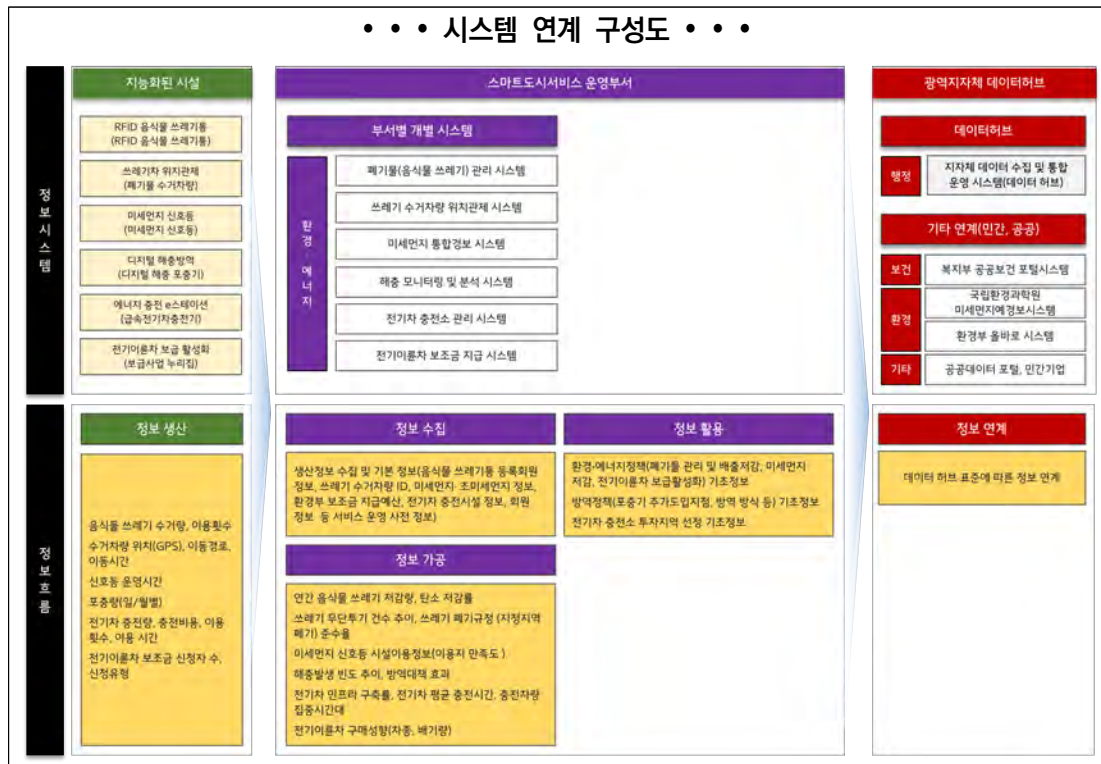 • • • 시스템 연계 구성도 • • •
정보시스템
지능화된 시설
RFID 음식물 쓰레기통
(RFID 음식물 쓰레기통)
쓰레기차 위치관제
(폐기물 수거차량)
미세먼지 신호등
(미세먼지 신호등)
디지털 해충방역
(디지털 해충 포충기)
에너지 충전 e스테이션
(급속전기차충전기)
전기이륜차 보급 활성화
(보급사업 누리집)
스마트도시서비스 운영부서
부서별 개별 시스템
환경·에너지
폐기물(음식물 쓰레기) 관리 시스템
쓰레기 수거차량 위치관제 시스템
미세먼지 통합경보 시스템
해충 모니터링 및 분석 시스템
전기차 충전소 관리 시스템
전기이륜차 보조금 지급 시스템
광역지자체 데이터허브
데이터허브
행정
지자체 데이터 수집 및 통합
운영 시스템(데이터 허브)
기타 연계(민간, 공공)
보건
복지부 공공보건 포털시스템
환경
국립환경과학원
미세먼지예경보시스템
환경부 올바로 시스템
기타
공공데이터 포털, 민간기업
정보흐름
정보 생산
음식물 쓰레기 수거량, 이용횟수
수거차량 위치(GPS), 이동경로,
이동시간
신호등 운영시간
포충량(일/월별)
전기차 충전량, 충전비용, 이용
횟수, 이용 시간
전기이륜차 보조금 신청자 수,
신청유형
정보 수집
생산정보 수집 및 기본 정보(음식물 쓰레기통 등록회원
정보, 쓰레기 수거차량 ID, 미세먼지·초미세먼지 정보,
환경부 보조금 지급예산, 전기차 충전시설 정보, 회원
정보 등 서비스 운영 사전 정보)
정보 가공
연간 음식물 쓰레기 저감량, 탄소 저감률
쓰레기 무단투기 건수 추이, 쓰레기 폐기규정 (지정지역
폐기) 준수율
미세먼지 신호등 시설이용정보(이용자 만족도 )
해충발생 빈도 추이, 방역대책 효과
전기차 인프라 구축률, 전기차 평균 충전시간, 충전차량
집중시간대
전기이륜차 구매성향(차종, 배기량)
정보 활용
환경·에너지정책(폐기물 관리 및 배출저감, 미세먼지
저감, 전기이륜차 보급활성화) 기초정보
방역정책(포충기 추가도입지점, 방역 방식 등) 기초정보
전기차 충전소 투자지역 선정 기초정보
정보 연계
데이터 허브 표준에 따른 정보 연계